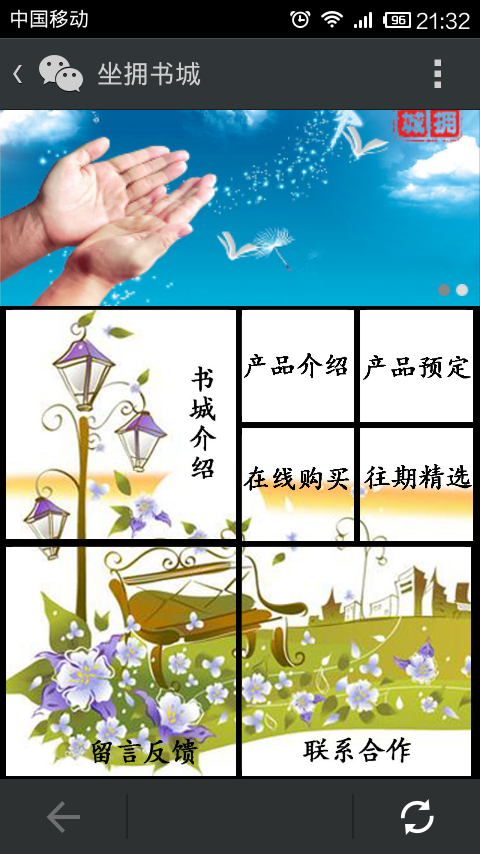 中国移动
96
21:32
坐拥书城
城拥
书城介绍
产品介绍
产品预定
在线购买
往期精选
留言反馈
联系合作